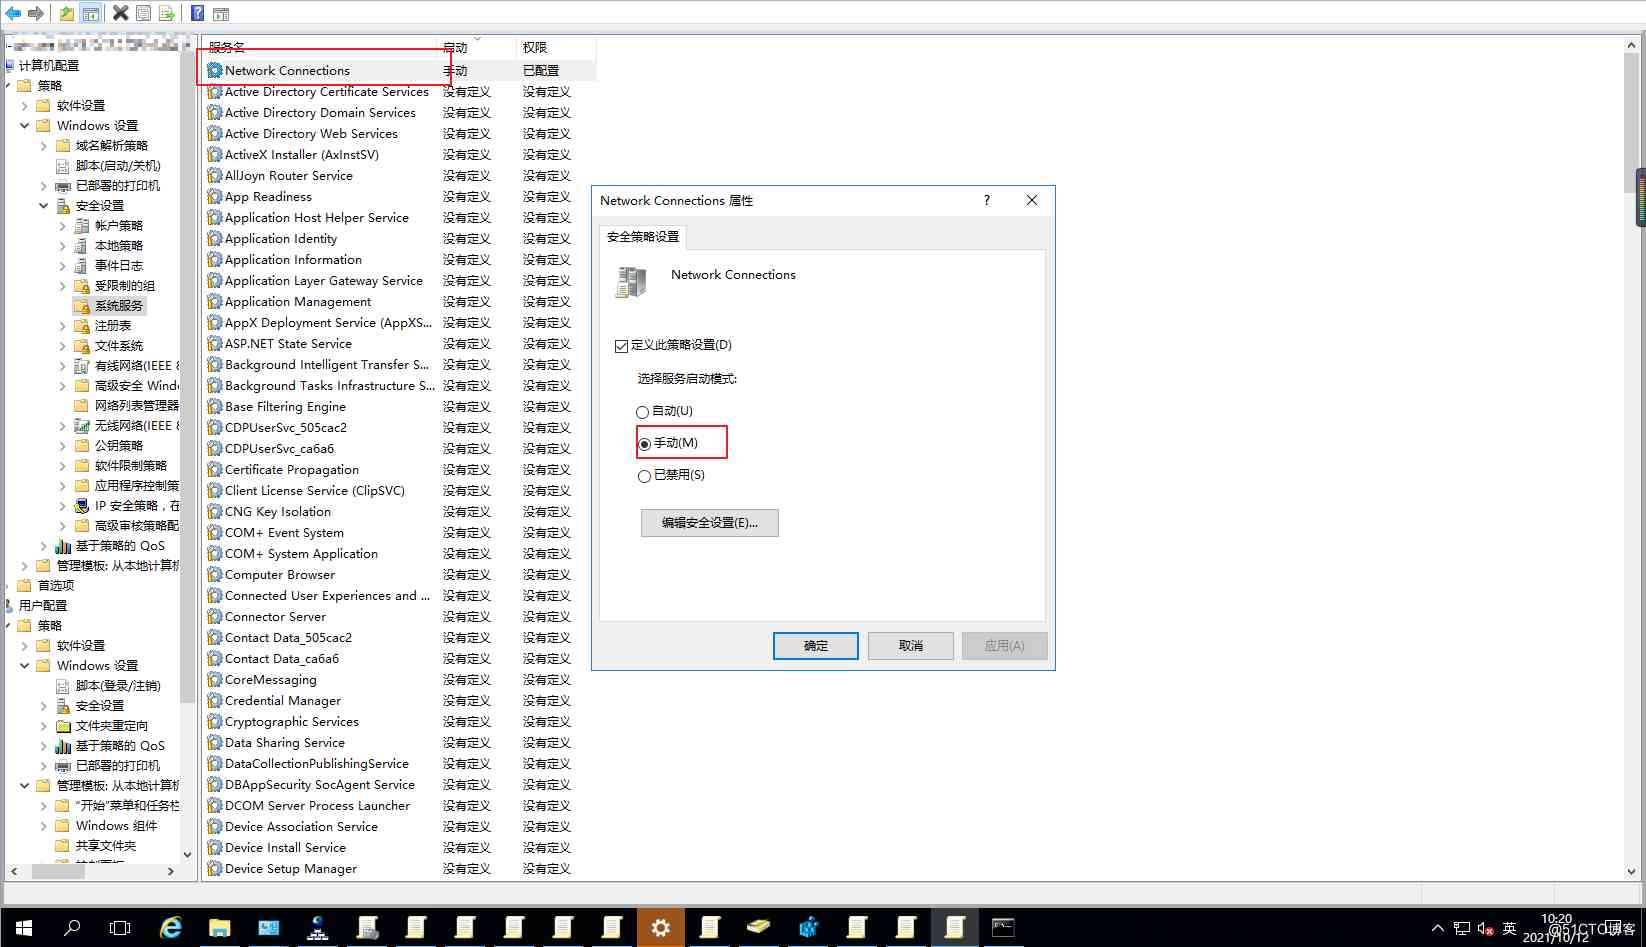 计算机配置
策略
软件设置
Windows 设置
域名解析策略
脚本(启动/关机)
已部署的打印机
安全设置
帐户策略
本地策略
事件日志
受限制的组
系统服务
注册表
文件系统
有线网络(IEEE 8
高级安全 Wind
网络列表管理器
无线网络(IEEE 8
公钥策略
软件限制策略
应用程序控制策
IP 安全策略，在
高级审核策略配
基于策略的 QoS
管理模板: 从本地计算机
首选项
用户配置
策略
软件设置
Windows 设置
脚本(登录/注销)
安全设置
文件夹重定向
基于策略的 QoS
已部署的打印机
管理模板: 从本地计算机
"开始"菜单和任务栏
Windows 组件
共享文件夹
服务名 启动 权限
Network Connections 手动 已配置
Active Directory Certificate Services 没有定义 没有定义
Active Directory Domain Services 没有定义 没有定义
Active Directory Web Services 没有定义 没有定义
ActiveX Installer (AxInstSV) 没有定义 没有定义
AllJoyn Router Service 没有定义 没有定义
App Readiness 没有定义 没有定义
Application Host Helper Service 没有定义 没有定义
Application Identity 没有定义 没有定义
Application Information 没有定义 没有定义
Application Layer Gateway Service 没有定义 没有定义
Application Management 没有定义 没有定义
AppX Deployment Service (AppXS... 没有定义 没有定义
ASP.NET State Service 没有定义 没有定义
Background Intelligent Transfer S... 没有定义 没有定义
Background Tasks Infrastructure S... 没有定义 没有定义
Base Filtering Engine 没有定义 没有定义
CDPUserSvc_505cac2 没有定义 没有定义
CDPUserSvc_ca6a6 没有定义 没有定义
Certificate Propagation 没有定义 没有定义
Client License Service (ClipSVC) 没有定义 没有定义
CNG Key Isolation 没有定义 没有定义
COM+ Event System 没有定义 没有定义
COM+ System Application 没有定义 没有定义
Computer Browser 没有定义 没有定义
Connected User Experiences and ... 没有定义 没有定义
Connector Server 没有定义 没有定义
Contact Data_505cac2 没有定义 没有定义
Contact Data_ca6a6 没有定义 没有定义
CoreMessaging 没有定义 没有定义
Credential Manager 没有定义 没有定义
Cryptographic Services 没有定义 没有定义
Data Sharing Service 没有定义 没有定义
DataCollectionPublishingService 没有定义 没有定义
DBAppSecurity SocAgent Service 没有定义 没有定义
DCOM Server Process Launcher 没有定义 没有定义
Device Association Service 没有定义 没有定义
Device Install Service 没有定义 没有定义
Device Setup Manager 没有定义 没有定义
Network Connections 属性
安全策略设置
Network Connections
定义此策略设置(D)
选择服务启动模式:
自动(U)
手动(M)
已禁用(S)
编辑安全设置(E)...
确定 取消 应用(A)
英
10:20
2021/10/12
@51CTO博客